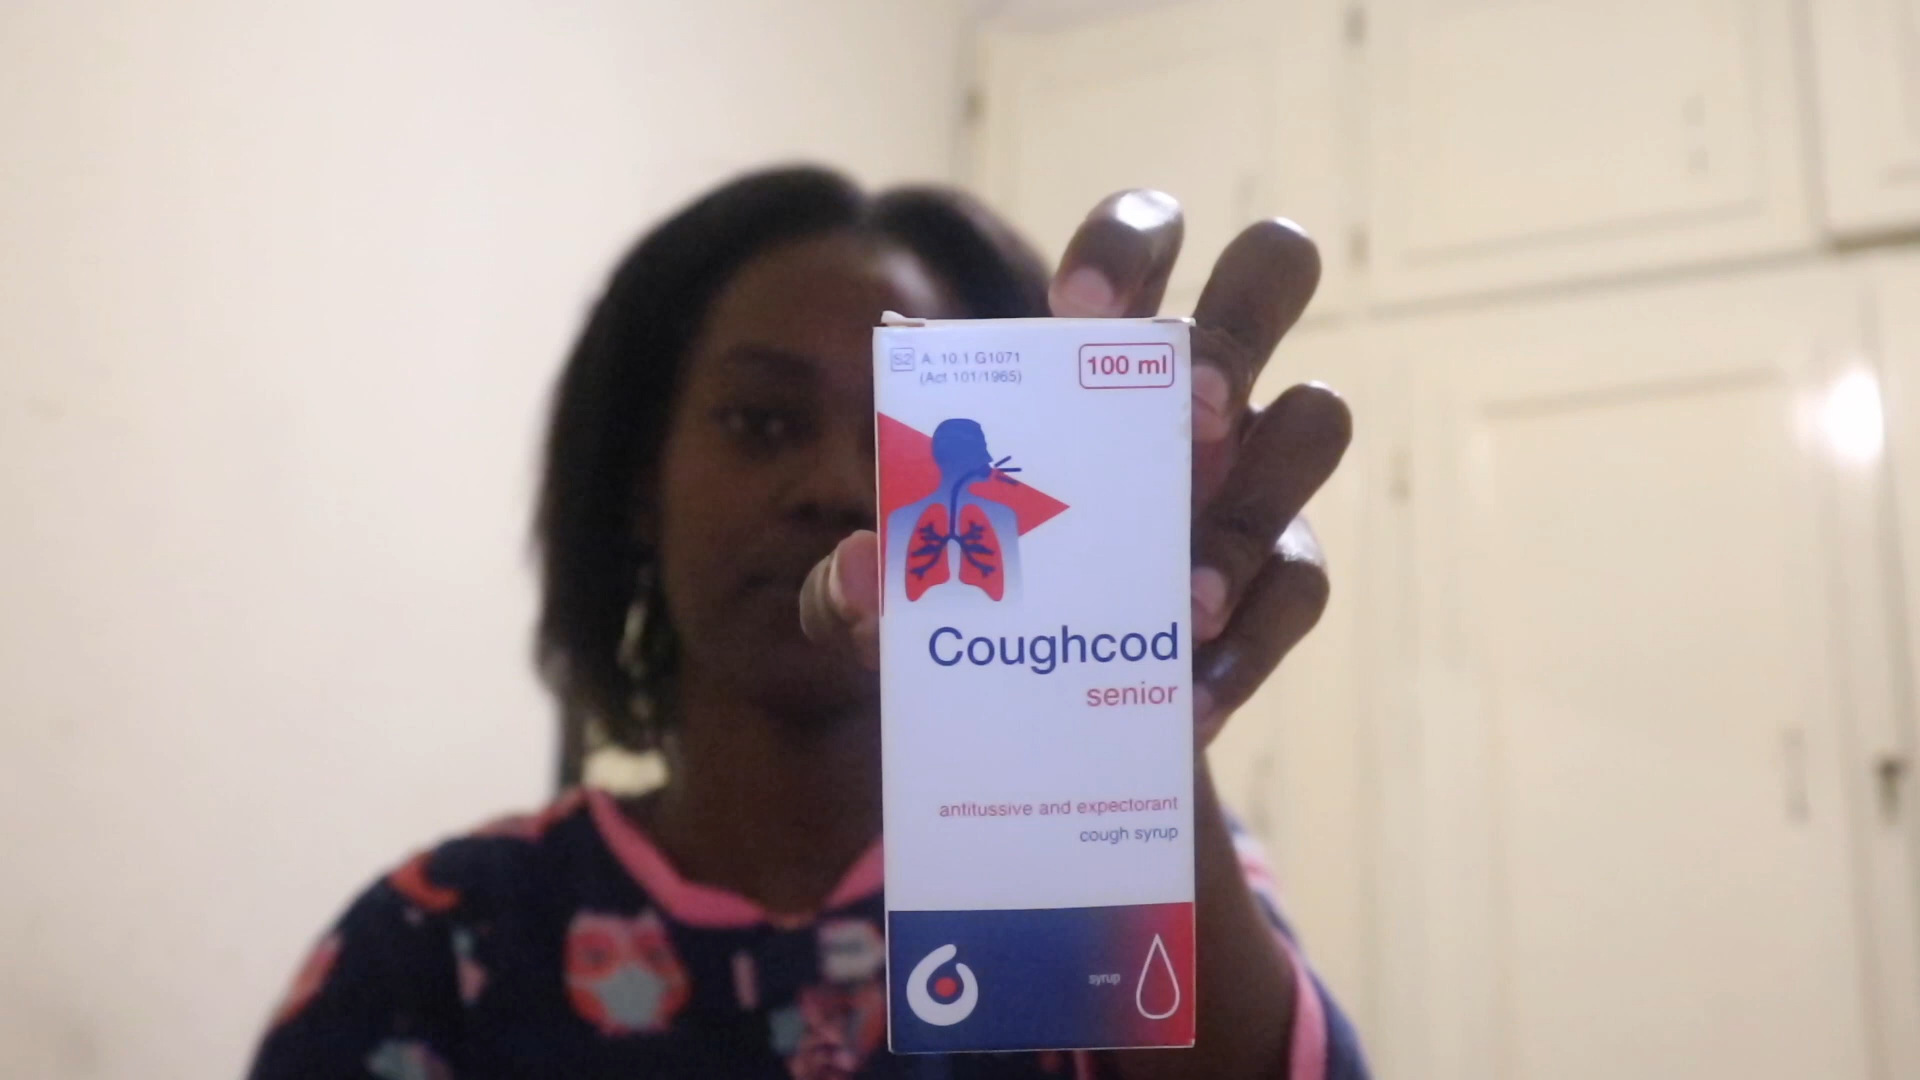 S2 A. 10.1 G1071
(Act 101/1965)
100 ml
Coughcod
senior
antitussive and expectorant
cough syrup
syrup